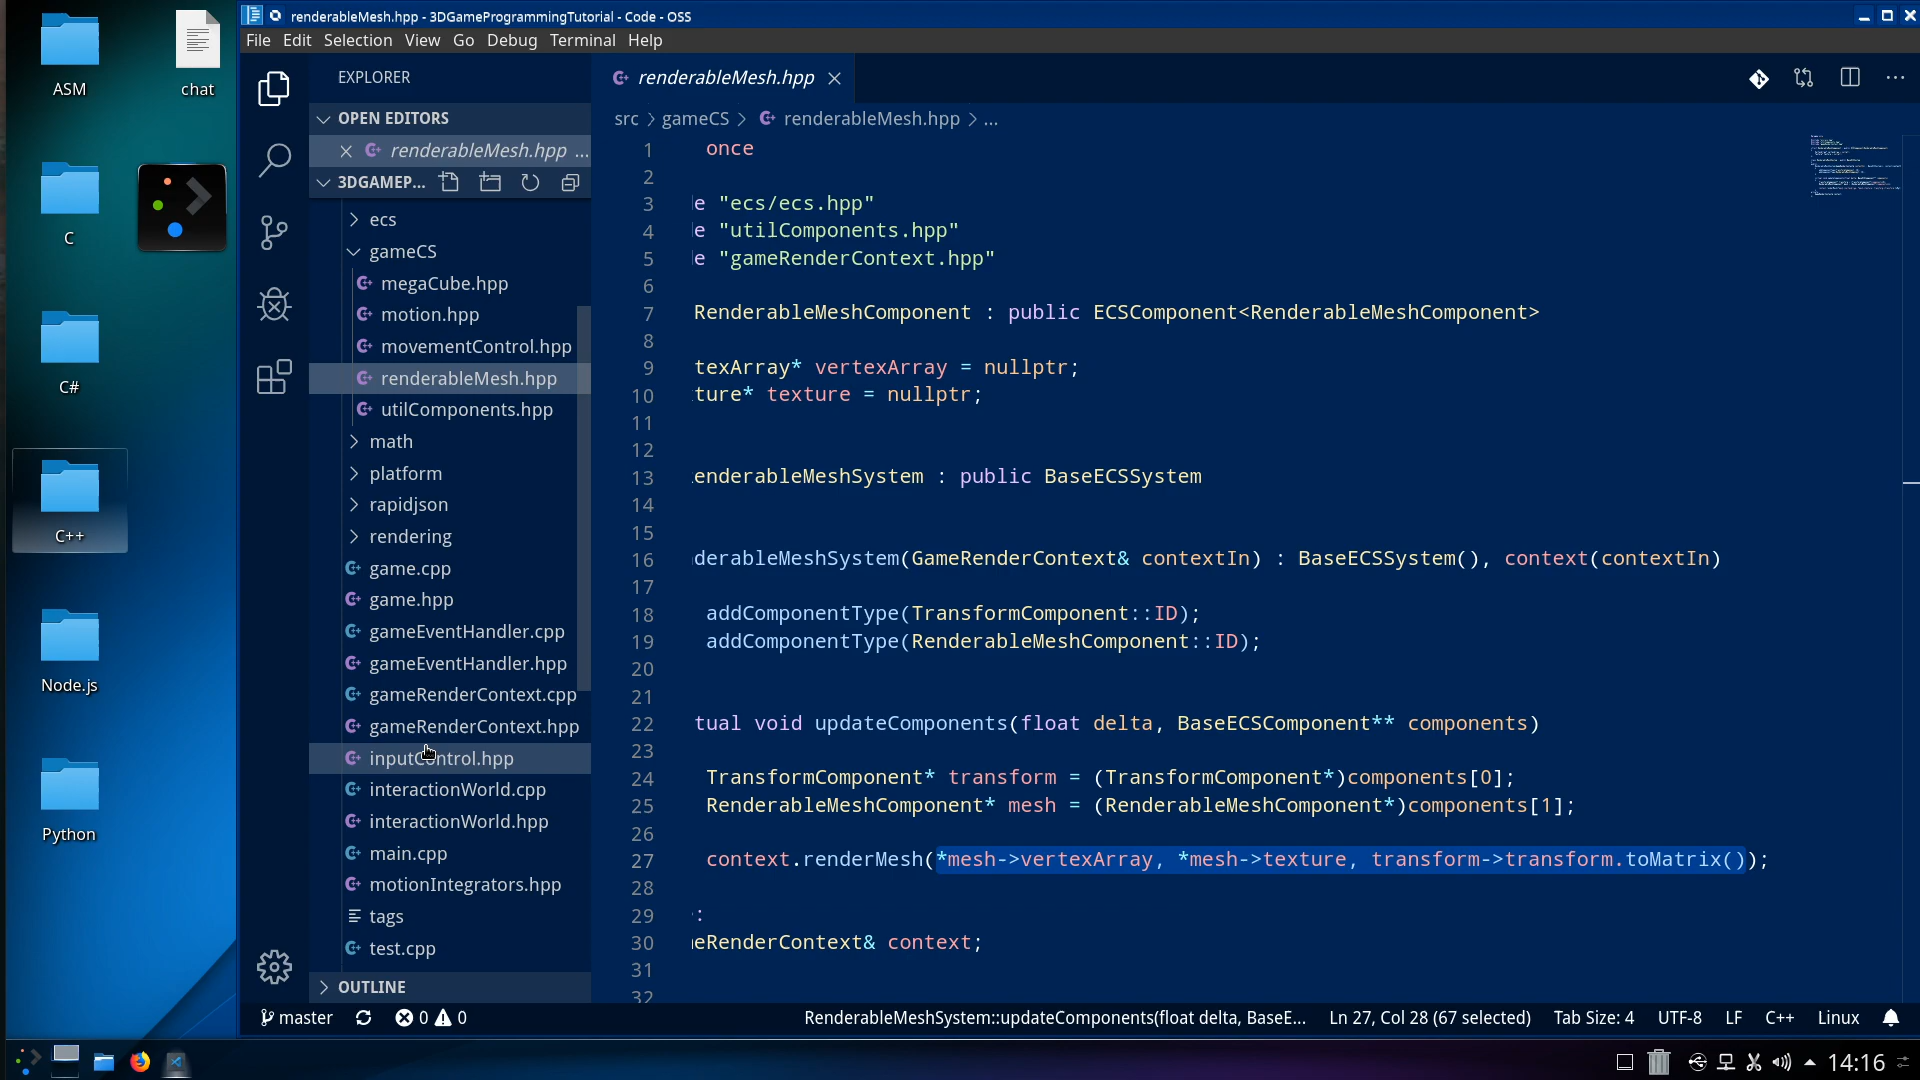 renderableMesh.hpp - 3DGameProgrammingTutorial - Code - OSS
File Edit Selection View Go Debug Terminal Help
ASM
chat
C
C#
C++
Node.js
Python
EXPLORER
OPEN EDITORS
renderableMesh.hpp ...
3DGAMEP...
ecs
gameCS
megaCube.hpp
motion.hpp
movementControl.hpp
renderableMesh.hpp
utilComponents.hpp
math
platform
rapidjson
rendering
game.cpp
game.hpp
gameEventHandler.cpp
gameEventHandler.hpp
gameRenderContext.cpp
gameRenderContext.hpp
inputControl.hpp
interactionWorld.cpp
interactionWorld.hpp
main.cpp
motionIntegrators.hpp
tags
test.cpp
OUTLINE
renderableMesh.hpp
src > gameCS > renderableMesh.hpp > ...
1 once
2
3 e "ecs/ecs.hpp"
4 e "utilComponents.hpp"
5 e "gameRenderContext.hpp"
6
7 RenderableMeshComponent : public ECSComponent<RenderableMeshComponent>
8
9 texArray* vertexArray = nullptr;
10 ture* texture = nullptr;
11
12
13 enderableMeshSystem : public BaseECSSystem
14
15
16 derableMeshSystem(GameRenderContext& contextIn) : BaseECSSystem(), context(contextIn)
17
18 addComponentType(TransformComponent::ID);
19 addComponentType(RenderableMeshComponent::ID);
20
21
22 tual void updateComponents(float delta, BaseECSComponent** components)
23
24 TransformComponent* transform = (TransformComponent*)components[0];
25 RenderableMeshComponent* mesh = (RenderableMeshComponent*)components[1];
26
27 context.renderMesh(*mesh->vertexArray, *mesh->texture, transform->transform.toMatrix());
28
29 :
30 eRenderContext& context;
31
32
master 0 0 RenderableMeshSystem::updateComponents(float delta, BaseE... Ln 27, Col 28 (67 selected) Tab Size: 4 UTF-8 LF C++ Linux
14:16